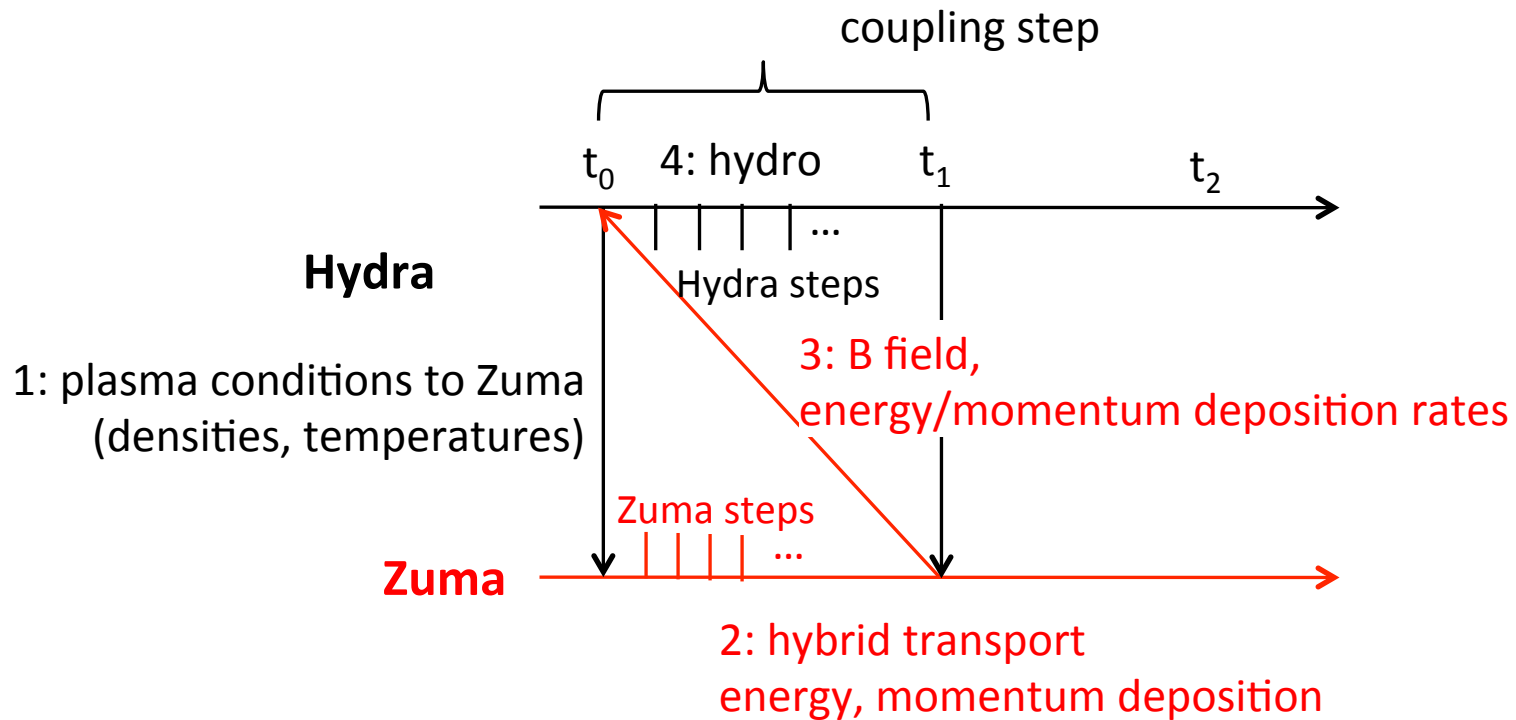 coupling step
t₀ 4: hydro t₁ t₂
...
Hydra
Hydra steps
1: plasma conditions to Zuma
(densities, temperatures)
3: B field,
energy/momentum deposition rates
Zuma steps
...
Zuma
2: hybrid transport
energy, momentum deposition